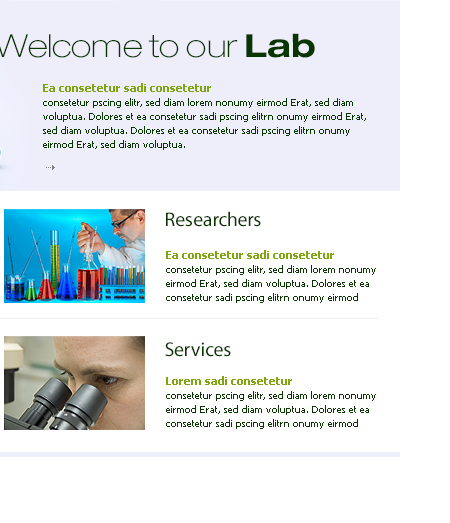 Welcome to our Lab
Ea consetetur sadi consetetur
consetetur pscing elitr, sed diam lorem nonumy eirmod Erat, sed diam
voluptua. Dolores et ea consetetur sadi pscing elitrn onumy eirmod Erat,
sed diam voluptua. Dolores et ea consetetur sadi pscing elitrn onumy
eirmod Erat, sed diam voluptua.
Researchers
Ea consetetur sadi consetetur
consetetur pscing elitr, sed diam lorem nonumy
eirmod Erat, sed diam voluptua. Dolores et ea
consetetur sadi pscing elitrn onumy eirmod
Services
Lorem sadi consetetur
consetetur pscing elitr, sed diam lorem nonumy
eirmod Erat, sed diam voluptua. Dolores et ea
consetetur sadi pscing elitrn onumy eirmod